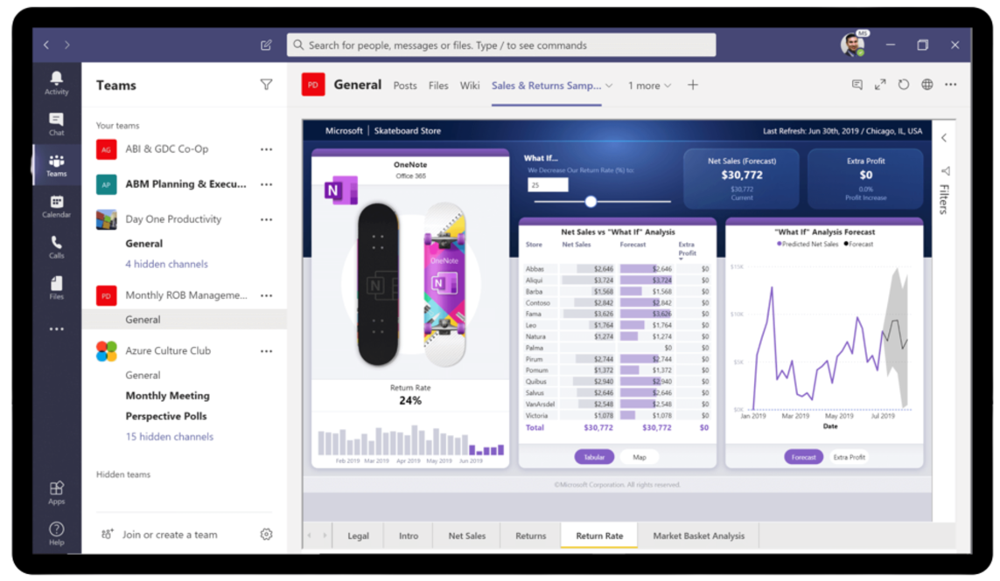 Search for people, messages or files. Type / to see commands
MS
Activity
Chat
Teams
Calendar
Calls
Files
Apps
Help
Teams
Your teams
AG ABI & GDC Co-Op
AP ABM Planning & Execu...
Day One Productivity
General
4 hidden channels
PD Monthly ROB Manageme...
General
Azure Culture Club
General
Monthly Meeting
Perspective Polls
15 hidden channels
Hidden teams
Join or create a team
PD General Posts Files Wiki Sales & Returns Samp... 1 more
Microsoft | Skateboard Store
Last Refresh: Jun 30th, 2019 / Chicago, IL, USA
OneNote
Office 365
N
N
OneNote
N
Return Rate
24%
Feb 2019 Mar 2019 Apr 2019 May 2019 Jun 2019
What If...
We Decrease Our Return Rate (%) to:
25
Net Sales (Forecast)
$30,772
$30,772
Current
Extra Profit
$0
0.0%
Profit Increase
Net Sales vs "What If" Analysis
Store Net Sales Forecast Extra Profit
Abbas $2,646 $2,646 $0
Aliqui $3,724 $3,724 $0
Barba $1,568 $1,568 $0
Contoso $2,842 $2,842 $0
Fama $3,626 $3,626 $0
Leo $1,764 $1,764 $0
Natura $1,274 $1,274 $0
Palma $0 $0
Pirum $2,744 $2,744 $0
Pomum $1,372 $1,372 $0
Quibus $2,940 $2,940 $0
Salvus $2,646 $2,646 $0
VanArsdel $2,548 $2,548 $0
Victoria $1,078 $1,078 $0
Total $30,772 $30,772 $0
Tabular Map
"What If" Analysis Forecast
Predicted Net Sales Forecast
$15K
$10K
$5K
$0K
Jan 2019 Mar 2019 May 2019 Jul 2019
Date
Forecast Extra Profit
Filters
©Microsoft Corporation. All rights reserved.
Legal Intro Net Sales Returns Return Rate Market Basket Analysis